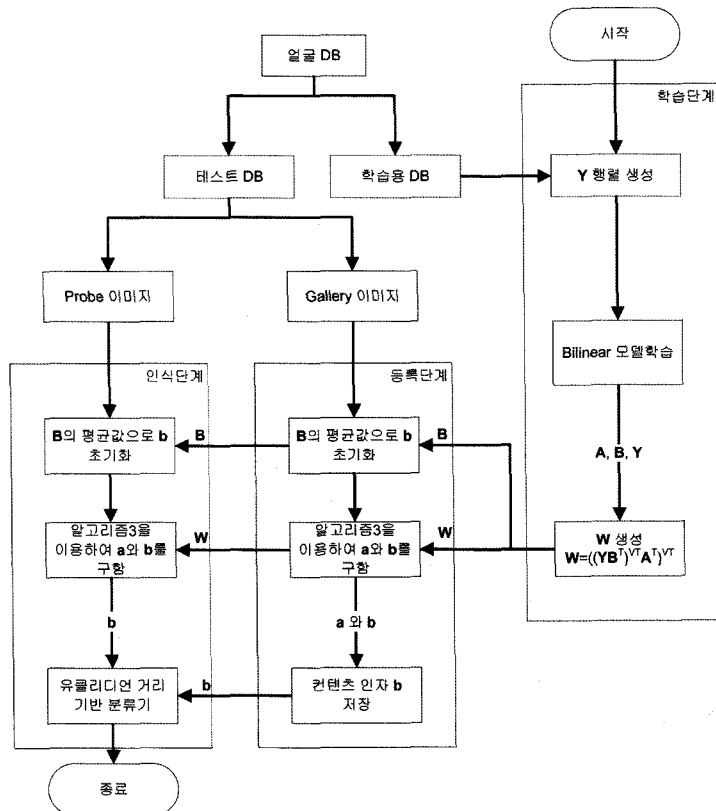 시작
얼굴 DB
학습단계
테스트 DB
학습용 DB
Y 행렬 생성
Probe 이미지
Gallery 이미지
Bilinear 모델학습
인식단계
등록단계
B의 평균값으로 b
초기화
B
B의 평균값으로 b
초기화
B
A, B, Y
알고리즘3을
이용하여 a와 b를
구함
W
알고리즘3을
이용하여 a와 b를
구함
W
W 생성
W=((YB^T)^VT A^T)^VT
b
a 와 b
유클리디언 거리
기반 분류기
b
컨텐츠 인자 b
저장
종료